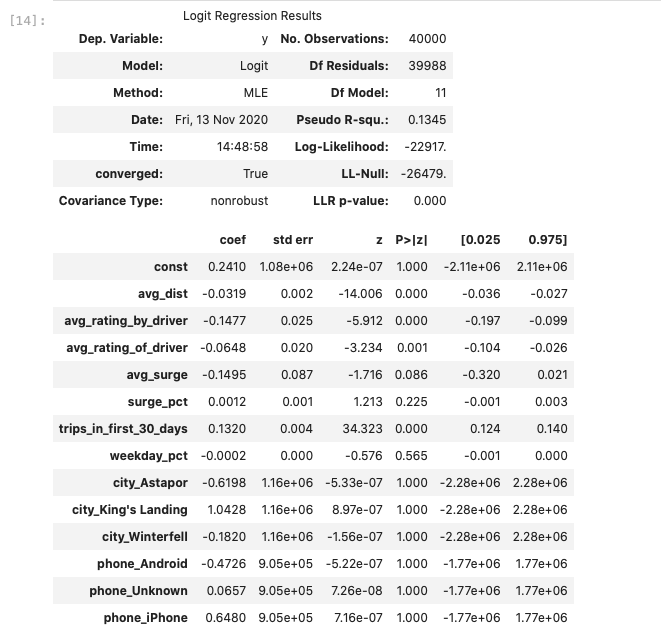 [14]:
Logit Regression Results
Dep. Variable: y No. Observations: 40000
Model: Logit Df Residuals: 39988
Method: MLE Df Model: 11
Date: Fri, 13 Nov 2020 Pseudo R-squ.: 0.1345
Time: 14:48:58 Log-Likelihood: -22917.
converged: True LL-Null: -26479.
Covariance Type: nonrobust LLR p-value: 0.000
coef std err z P>|z| [0.025 0.975]
const 0.2410 1.08e+06 2.24e-07 1.000 -2.11e+06 2.11e+06
avg_dist -0.0319 0.002 -14.006 0.000 -0.036 -0.027
avg_rating_by_driver -0.1477 0.025 -5.912 0.000 -0.197 -0.099
avg_rating_of_driver -0.0648 0.020 -3.234 0.001 -0.104 -0.026
avg_surge -0.1495 0.087 -1.716 0.086 -0.320 0.021
surge_pct 0.0012 0.001 1.213 0.225 -0.001 0.003
trips_in_first_30_days 0.1320 0.004 34.323 0.000 0.124 0.140
weekday_pct -0.0002 0.000 -0.576 0.565 -0.001 0.000
city_Astapor -0.6198 1.16e+06 -5.33e-07 1.000 -2.28e+06 2.28e+06
city_King's Landing 1.0428 1.16e+06 8.97e-07 1.000 -2.28e+06 2.28e+06
city_Winterfell -0.1820 1.16e+06 -1.56e-07 1.000 -2.28e+06 2.28e+06
phone_Android -0.4726 9.05e+05 -5.22e-07 1.000 -1.77e+06 1.77e+06
phone_Unknown 0.0657 9.05e+05 7.26e-08 1.000 -1.77e+06 1.77e+06
phone_iPhone 0.6480 9.05e+05 7.16e-07 1.000 -1.77e+06 1.77e+06